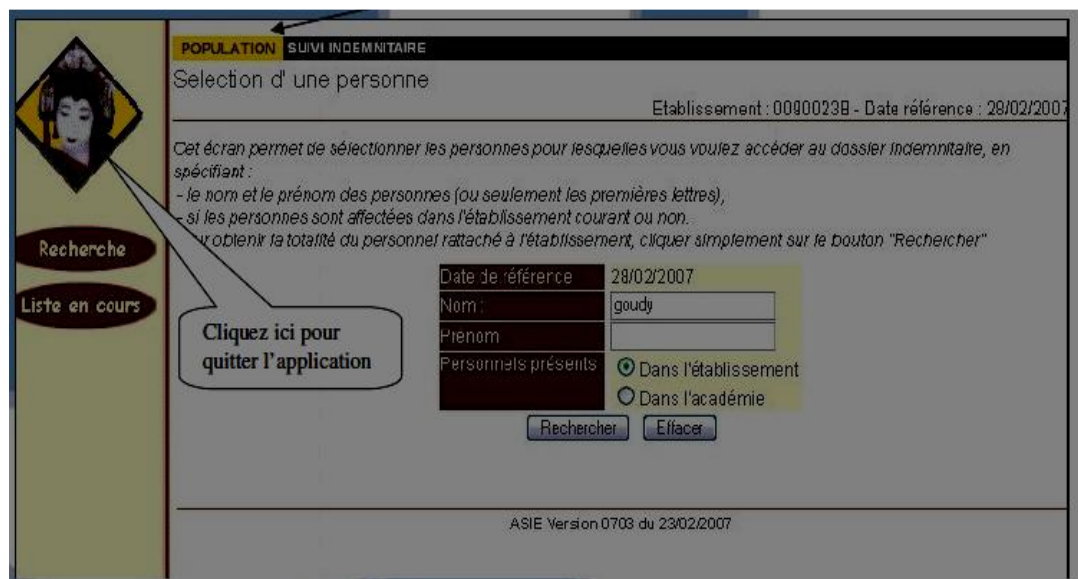 POPULATION SUIVI INDEMNITAIRE
Selection d' une personne
Etablissement : 0090023B - Date référence : 28/02/2007
Cet écran permet de sélectionner les personnes pour lesquelles vous voulez accéder au dossier indemnitaire, en
spécifiant :
- le nom et le prénom des personnes (ou seulement les premières lettres),
- si les personnes sont affectées dans l'établissement courant ou non.
obtenir la totalité du personnel rattaché à l'établissement, cliquer simplement sur le bouton "Rechercher"
Recherche
Liste en cours
Date de référence 28/02/2007
Nom : goudy
Prenom
Personnels présents Dans l'établissement
Dans l'académie
Rechercher Effacer
Cliquez ici pour
quitter l'application
ASIE Version 0703 du 23/02/2007